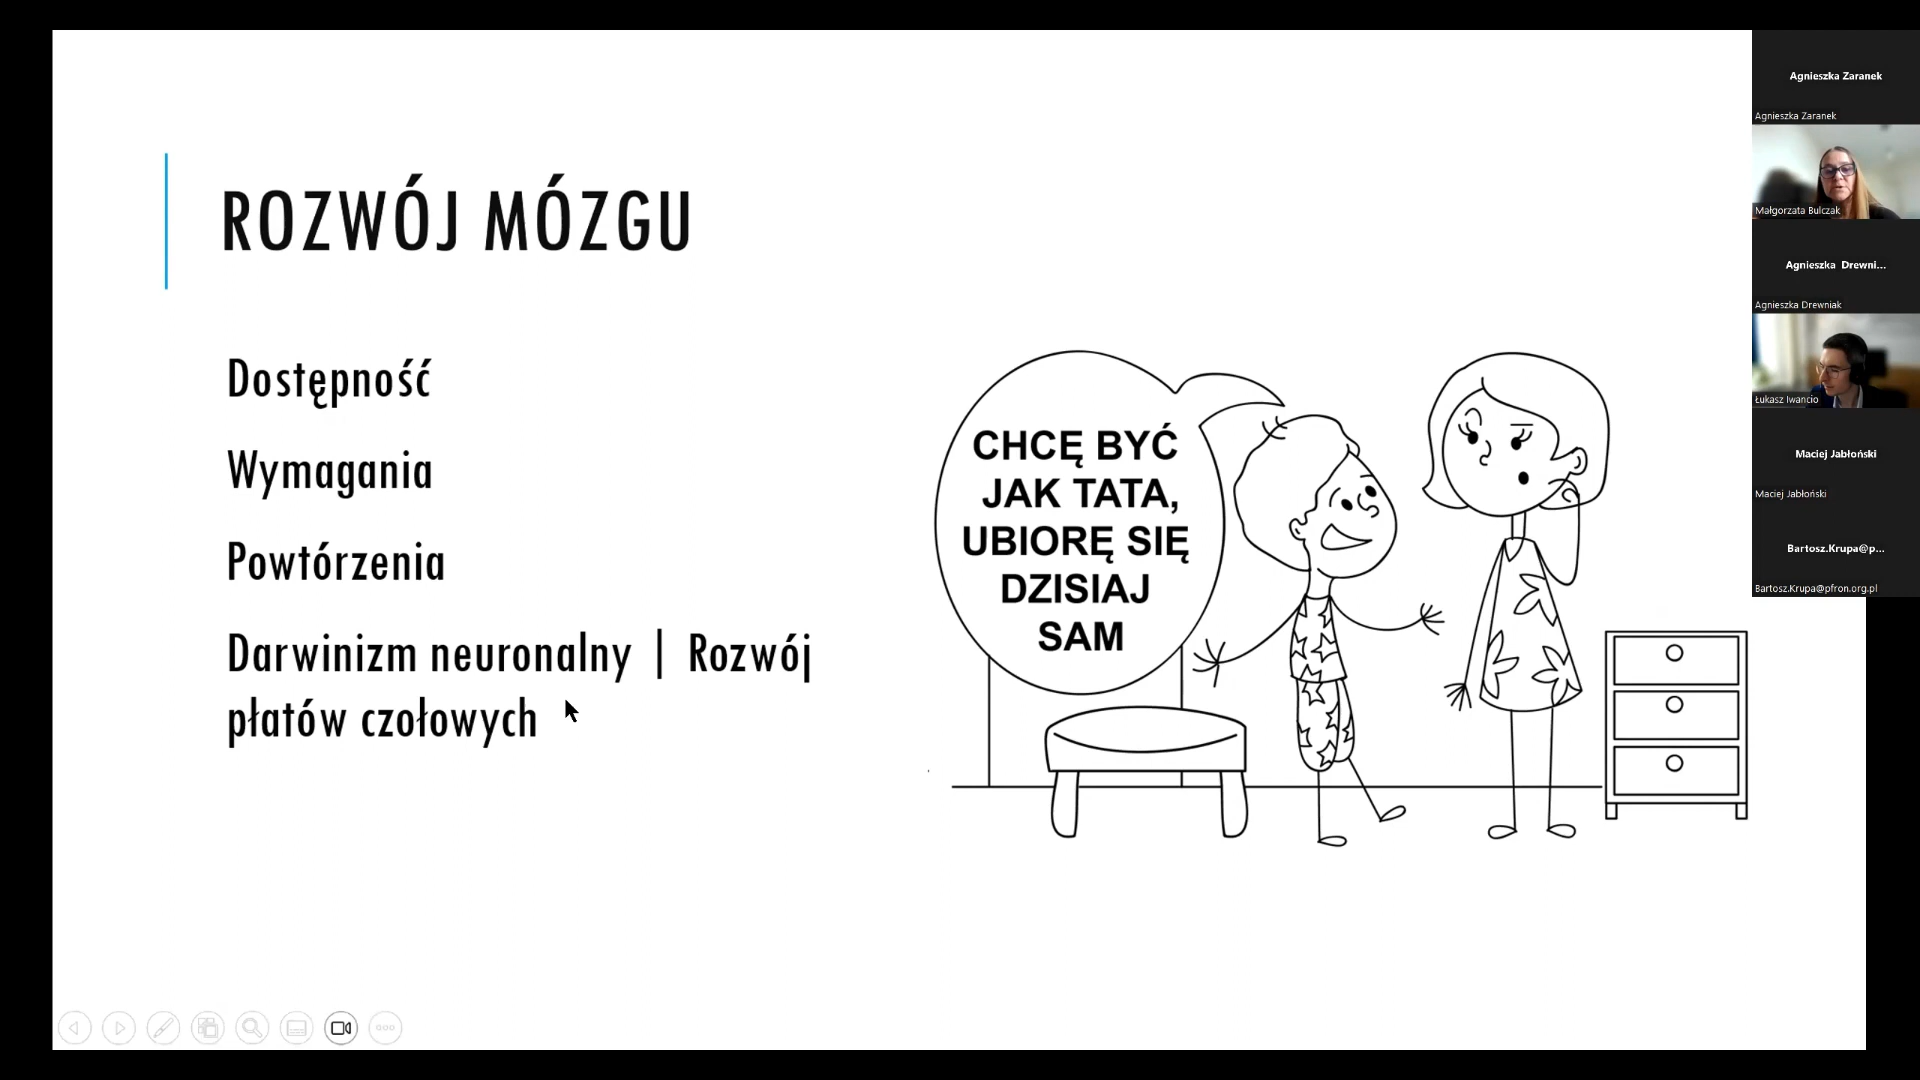 ROZWÓJ MÓZGU
Dostępność
Wymagania
Powtórzenia
Darwinizm neuronalny | Rozwój
płatów czołowych
CHCĘ BYĆ
JAK TATA,
UBIORĘ SIĘ
DZISIAJ
SAM
Agnieszka Zaranek
Agnieszka Zaranek
Małgorzata Bulczak
Agnieszka Drewni...
Agnieszka Drewniak
Łukasz Iwancio
Maciej Jabłoński
Maciej Jabłoński
Bartosz.Krupa@p...
Bartosz.Krupa@pfron.org.pl